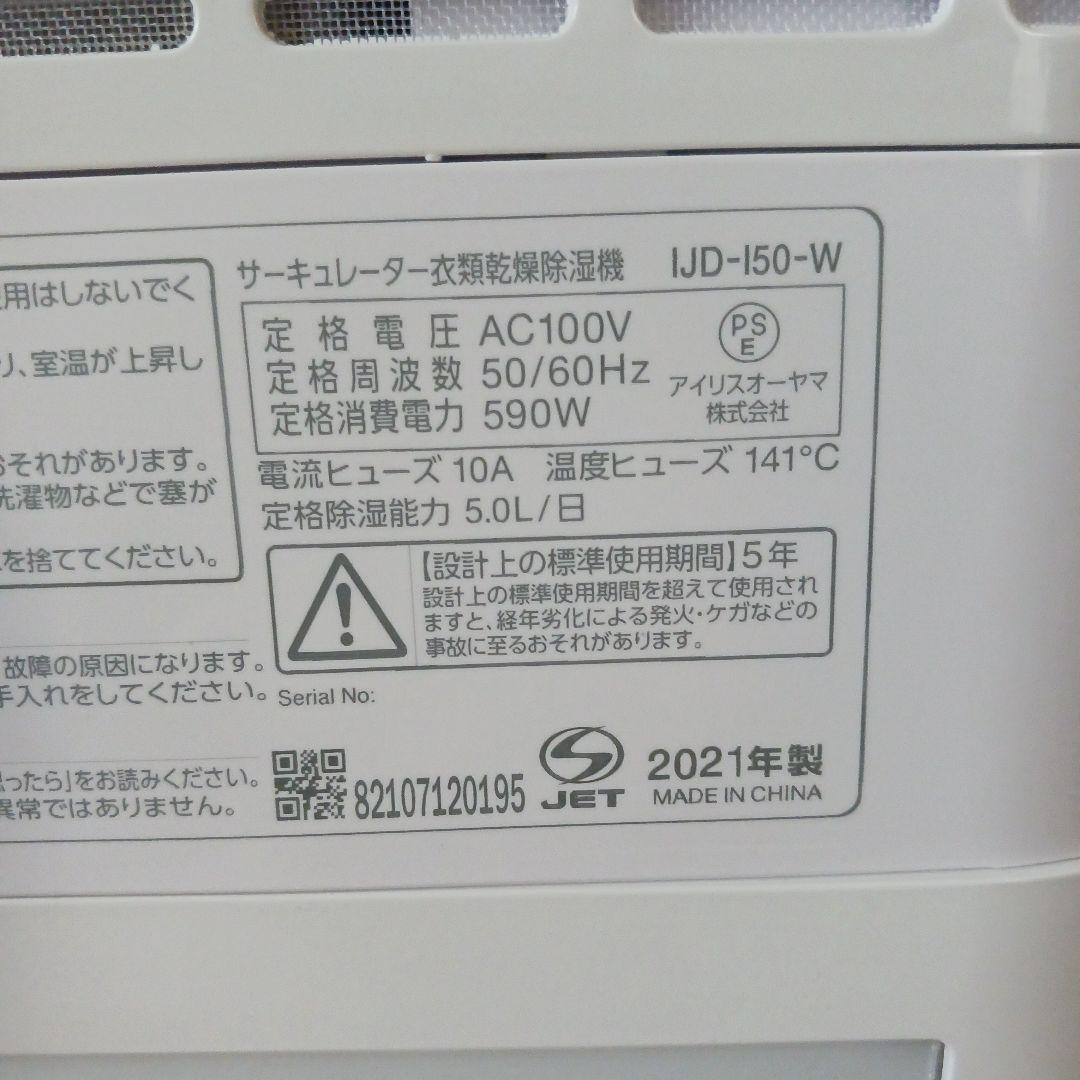 サーキュレーター衣類乾燥除湿機 IJD-I50-W
定格電圧 AC100V
定格周波数 50/60Hz
定格消費電力 590W
PS
E
アイリスオーヤマ
株式会社
電流ヒューズ 10A 温度ヒューズ 141℃
定格除湿能力 5.0L/日
【設計上の標準使用期間】5年
設計上の標準使用期間を超えて使用され
ますと、経年劣化による発火・ケガなどの
事故に至るおそれがあります。
Serial No:
82107120195
JET
2021年製
MADE IN CHINA
用はしないでく
り、室温が上昇し
おそれがあります。
洗濯物などで塞が
を捨ててください。
故障の原因になります。
手入れをしてください。
思ったら」をお読みください。
異常ではありません。